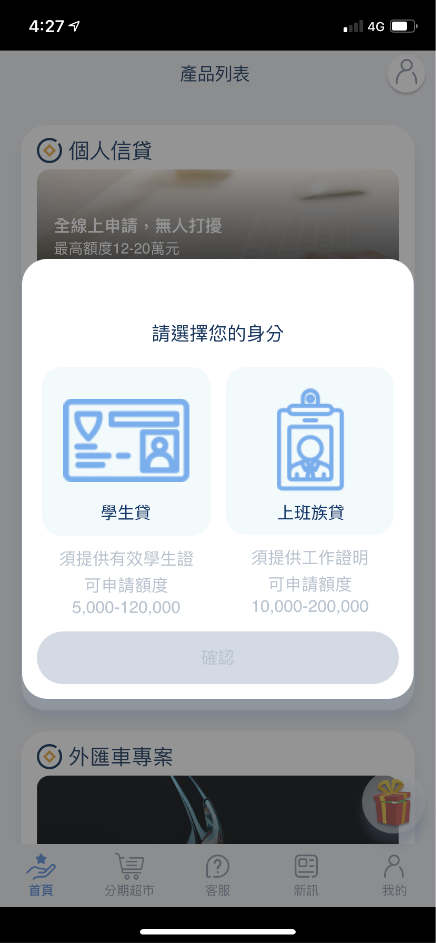 4:27
4G
產品列表
個人信貸
全線上申請，無人打擾
最高額度12-20萬元
請選擇您的身分
學生貸
上班族貸
須提供有效學生證
可申請額度
5,000-120,000
須提供工作證明
可申請額度
10,000-200,000
確認
外匯車專案
首頁
分期超市
客服
新訊
我的